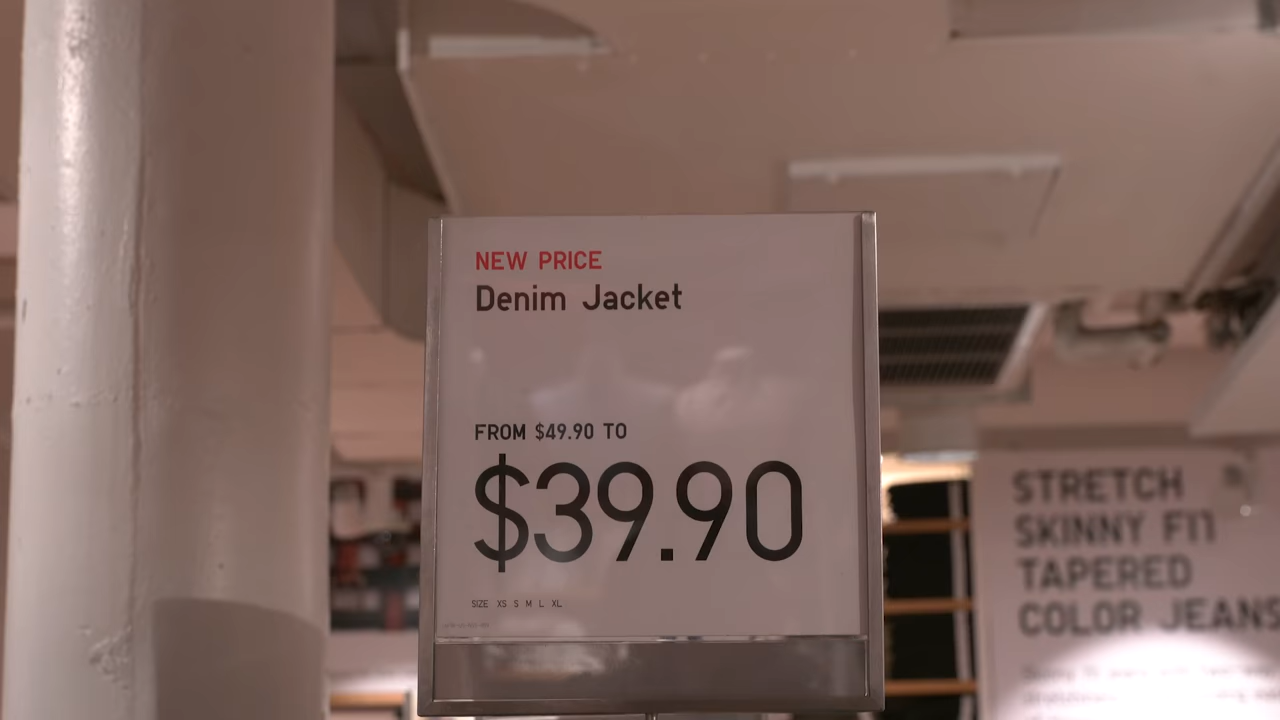 NEW PRICE
Denim Jacket
FROM $49.90 TO
$39.90
SIZE XS S M L XL
STRETCH
SKINNY FIT
TAPERED
COLOR JEANS